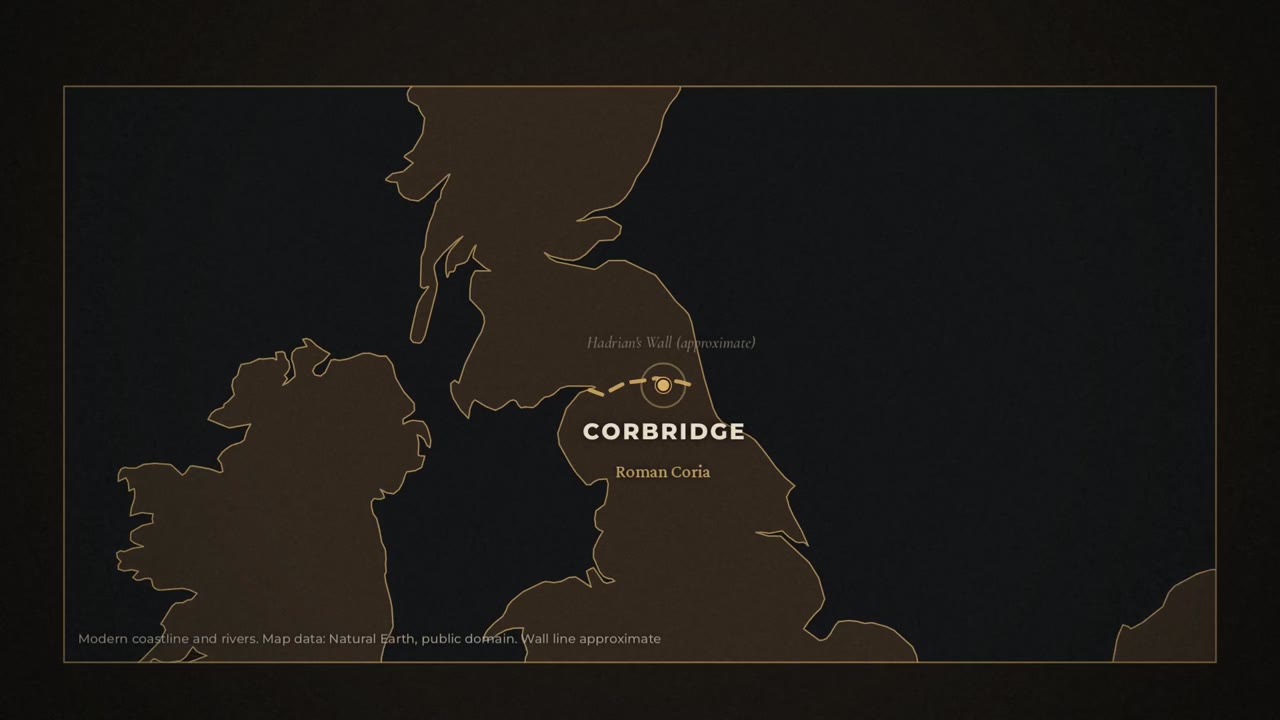 Hadrian's Wall (approximate)
CORBRIDGE
Roman Coria
Modern coastline and rivers. Map data: Natural Earth, public domain. Wall line approximate